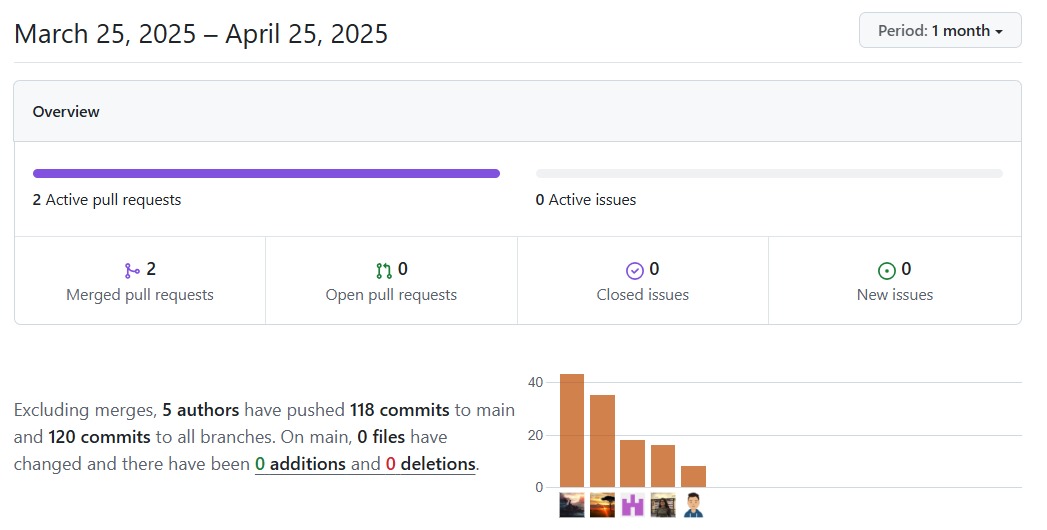 March 25, 2025 – April 25, 2025
Period: 1 month
Overview
2 Active pull requests
0 Active issues
2
Merged pull requests
0
Open pull requests
0
Closed issues
0
New issues
Excluding merges, 5 authors have pushed 118 commits to main
and 120 commits to all branches. On main, 0 files have
changed and there have been 0 additions and 0 deletions.
40
20
0